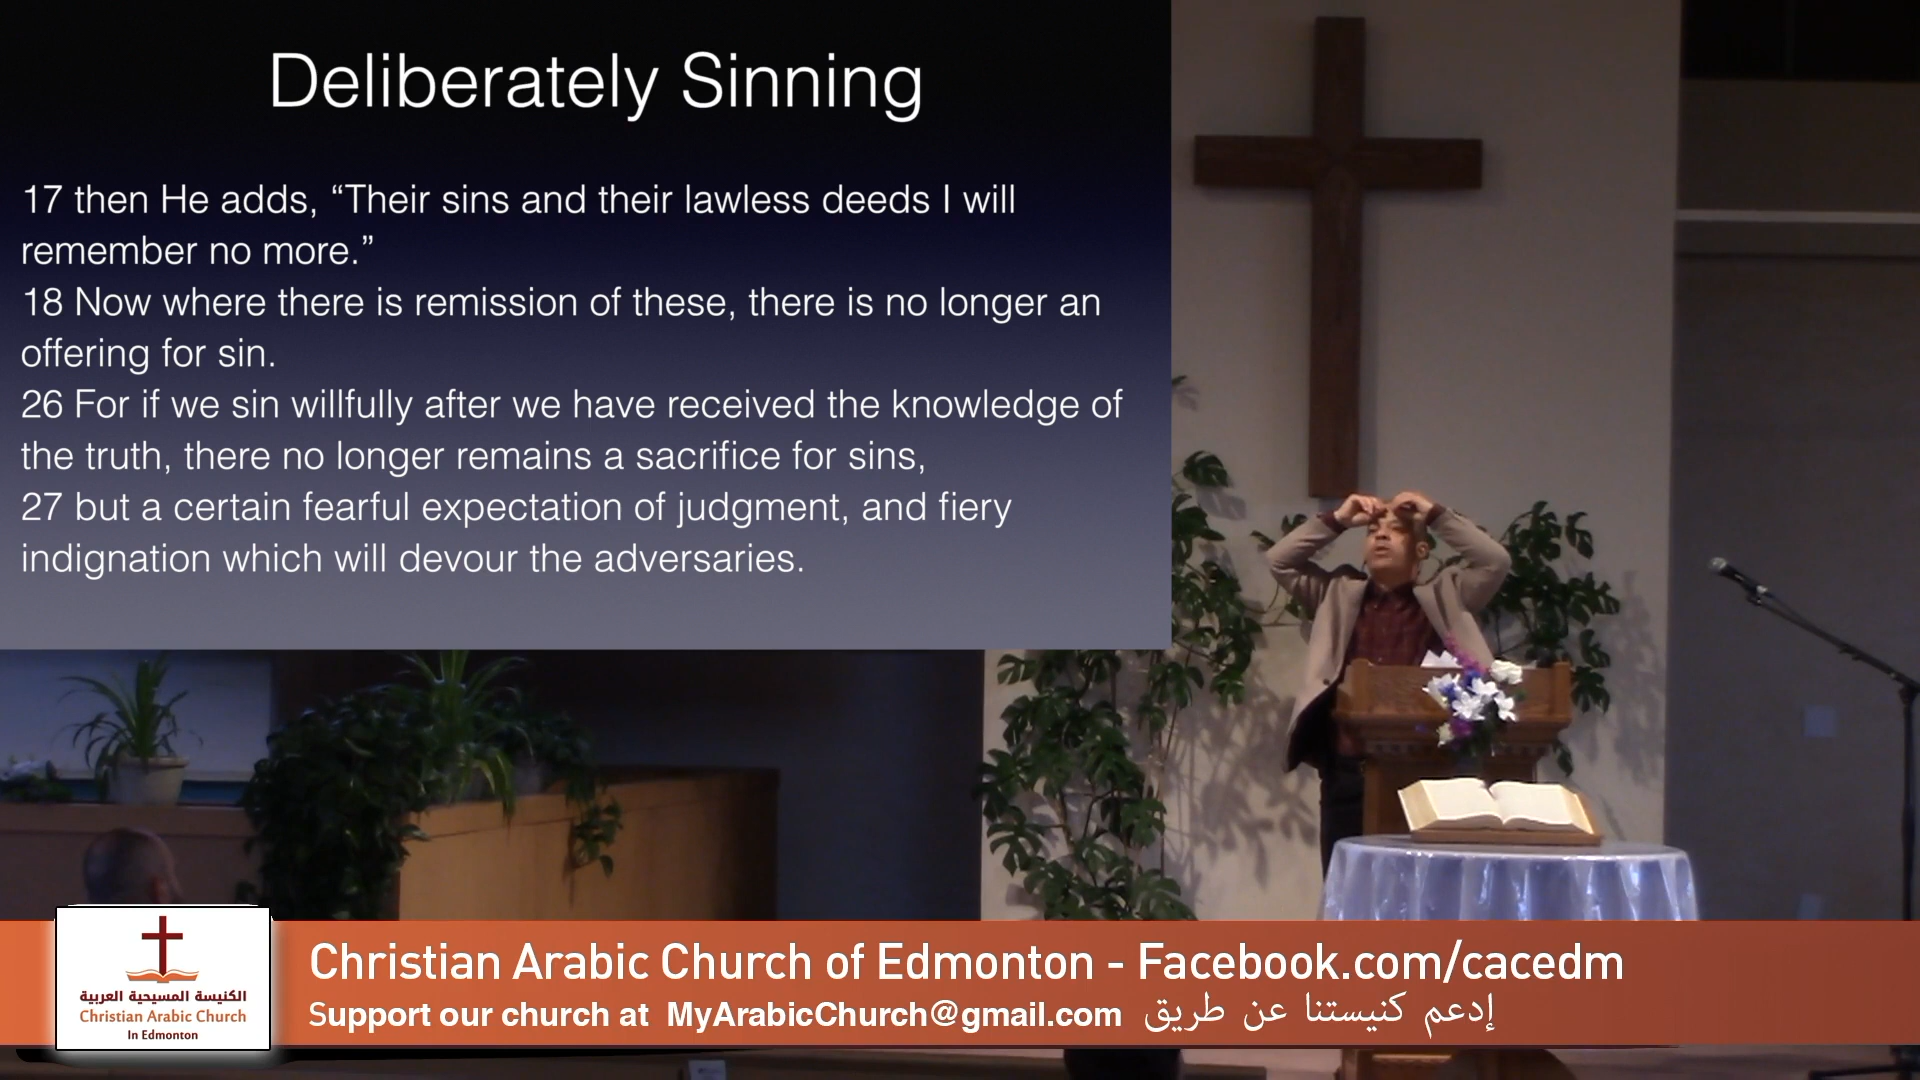 Deliberately Sinning
17 then He adds, “Their sins and their lawless deeds I will
remember no more.”
18 Now where there is remission of these, there is no longer an
offering for sin.
26 For if we sin willfully after we have received the knowledge of
the truth, there no longer remains a sacrifice for sins,
27 but a certain fearful expectation of judgment, and fiery
indignation which will devour the adversaries.
الكنيسة المسيحية العربية
Christian Arabic Church
In Edmonton
Christian Arabic Church of Edmonton - Facebook.com/cacedm
Support our church at MyArabicChurch@gmail.com إدعم كنيستنا عن طريق